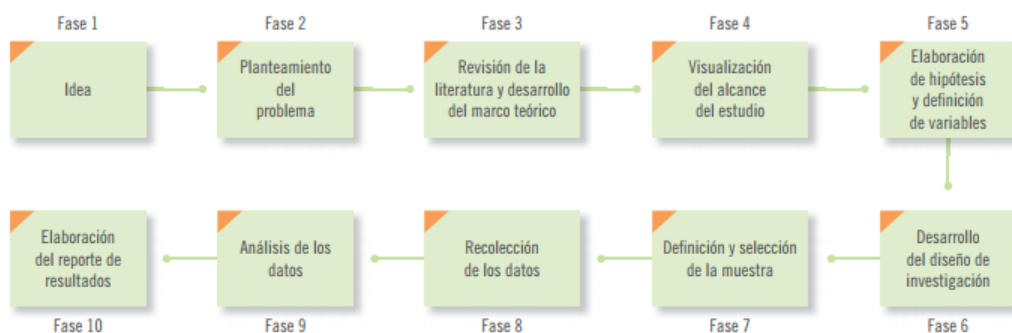 Fase 1
Idea
Fase 2
Planteamiento
del
problema
Fase 3
Revisión de la
literatura y desarrollo
del marco teórico
Fase 4
Visualización
del alcance
del estudio
Fase 5
Elaboración
de hipótesis
y definición
de variables
Desarrollo
del diseño de
investigación
Fase 6
Definición y selección
de la muestra
Fase 7
Recolección
de los datos
Fase 8
Análisis de los
datos
Fase 9
Elaboración
del reporte de
resultados
Fase 10